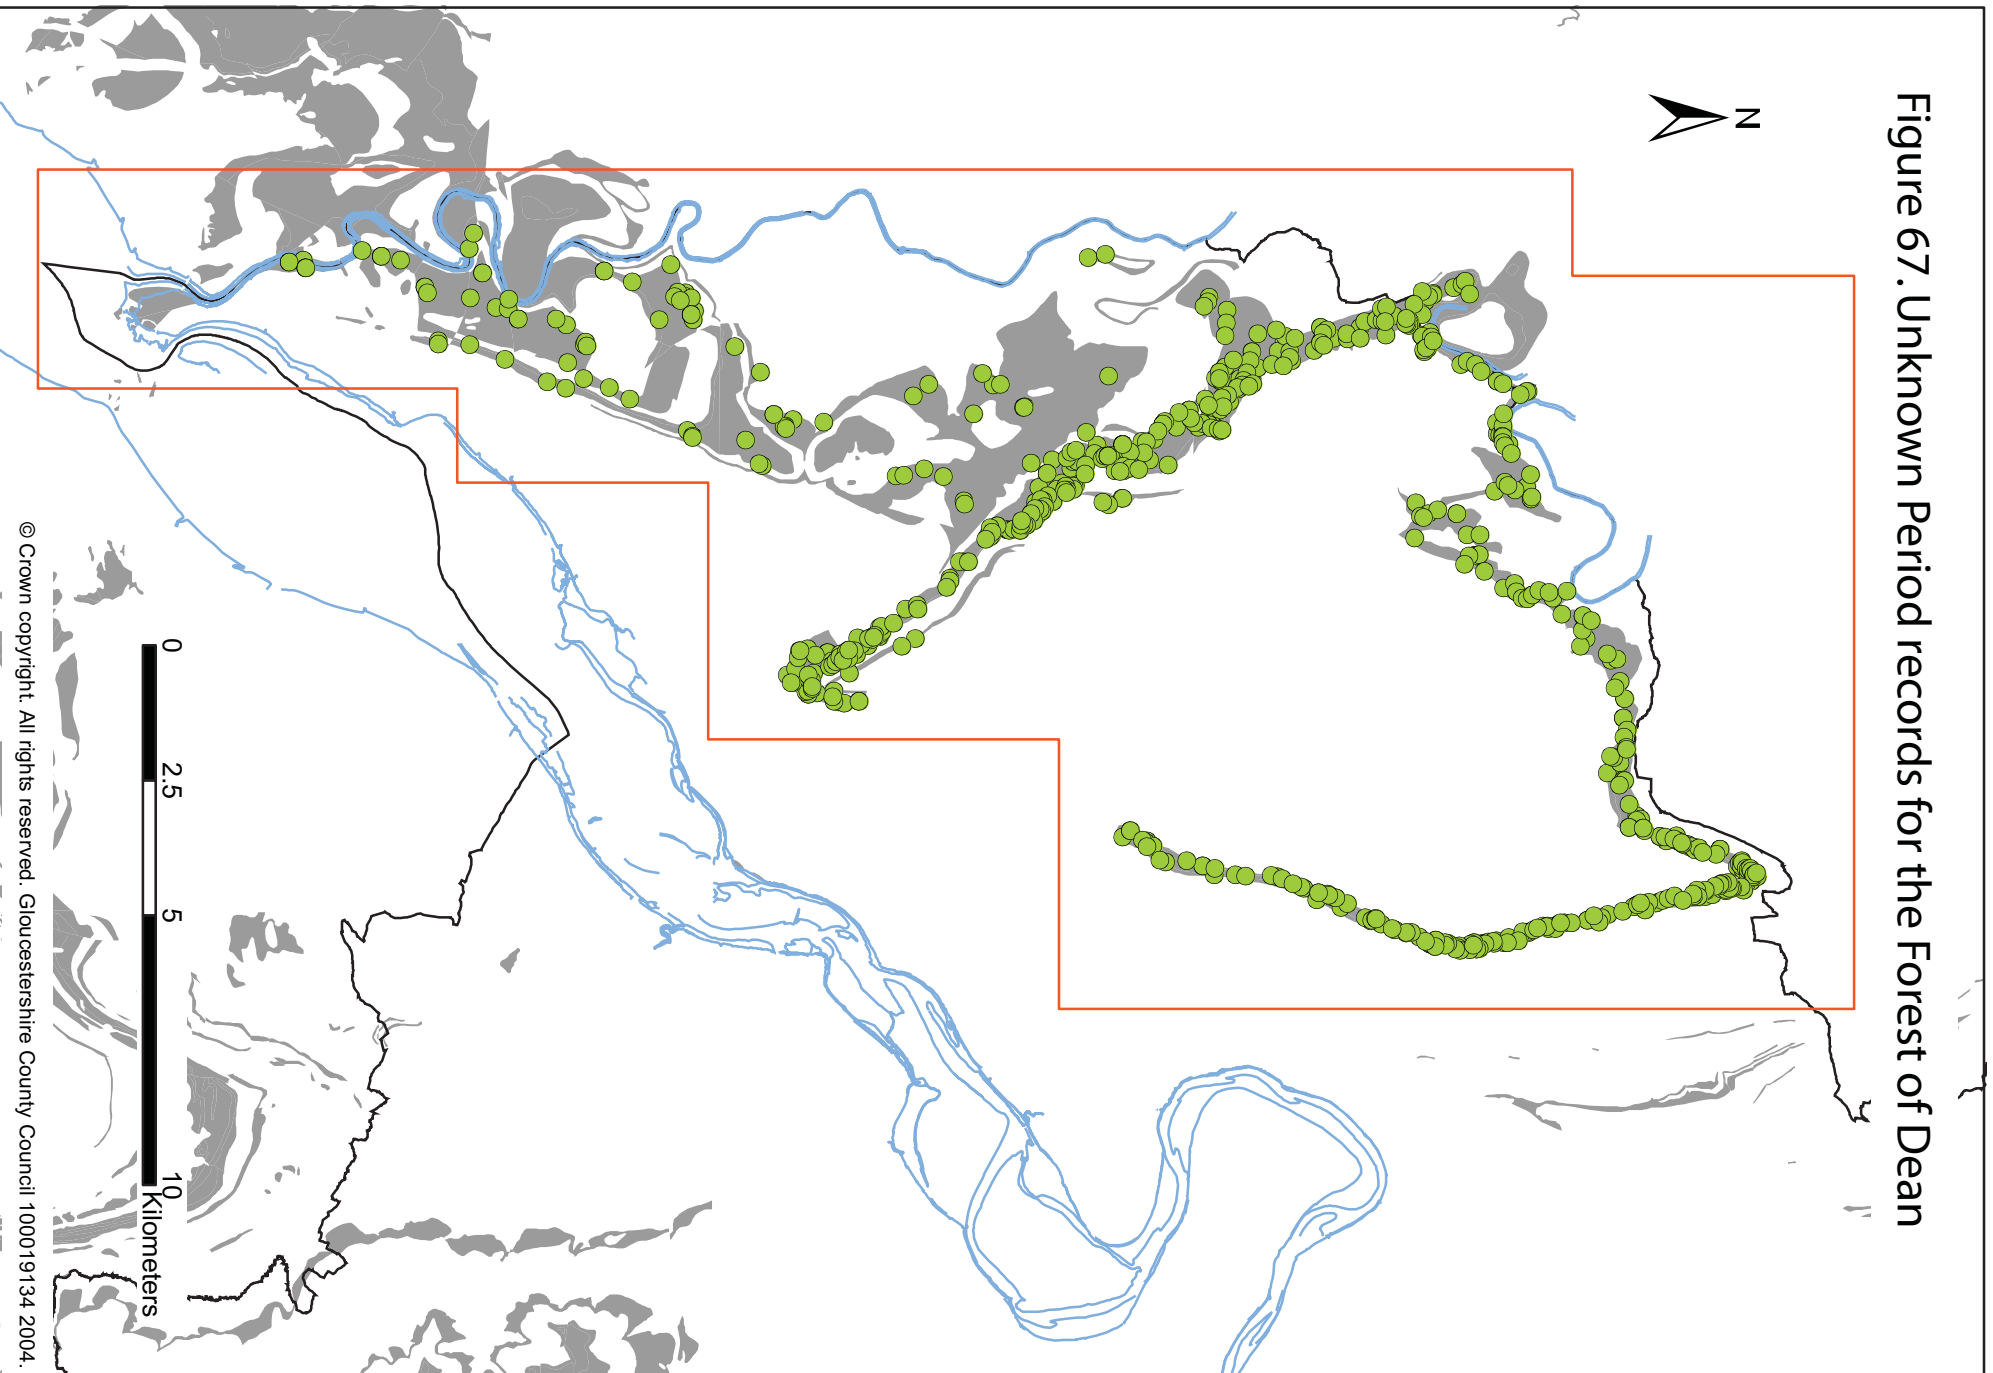 Figure 67. Unknown Period records for the Forest of Dean
N
0
2.5
5
10
Kilometers
© Crown copyright. All rights reserved. Gloucestershire County Council 100019134 2004.